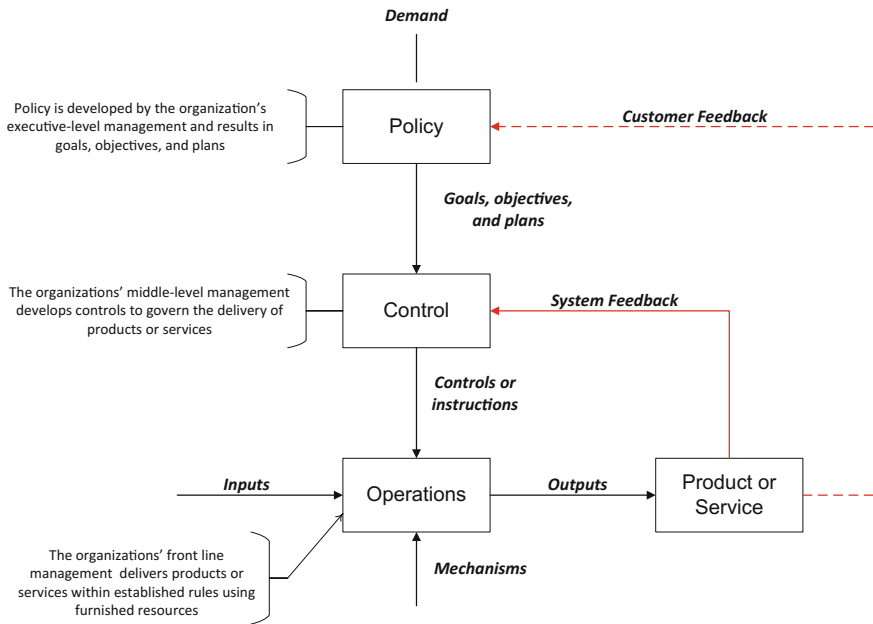 Demand
Policy is developed by the organization's
executive-level management and results in
goals, objectives, and plans
Policy
Customer Feedback
Goals, objectives,
and plans
The organizations' middle-level management
develops controls to govern the delivery of
products or services
Control
System Feedback
Controls or
instructions
Inputs
Operations
Outputs
Product or
Service
The organizations' front line
management delivers products or
services within established rules using
furnished resources
Mechanisms